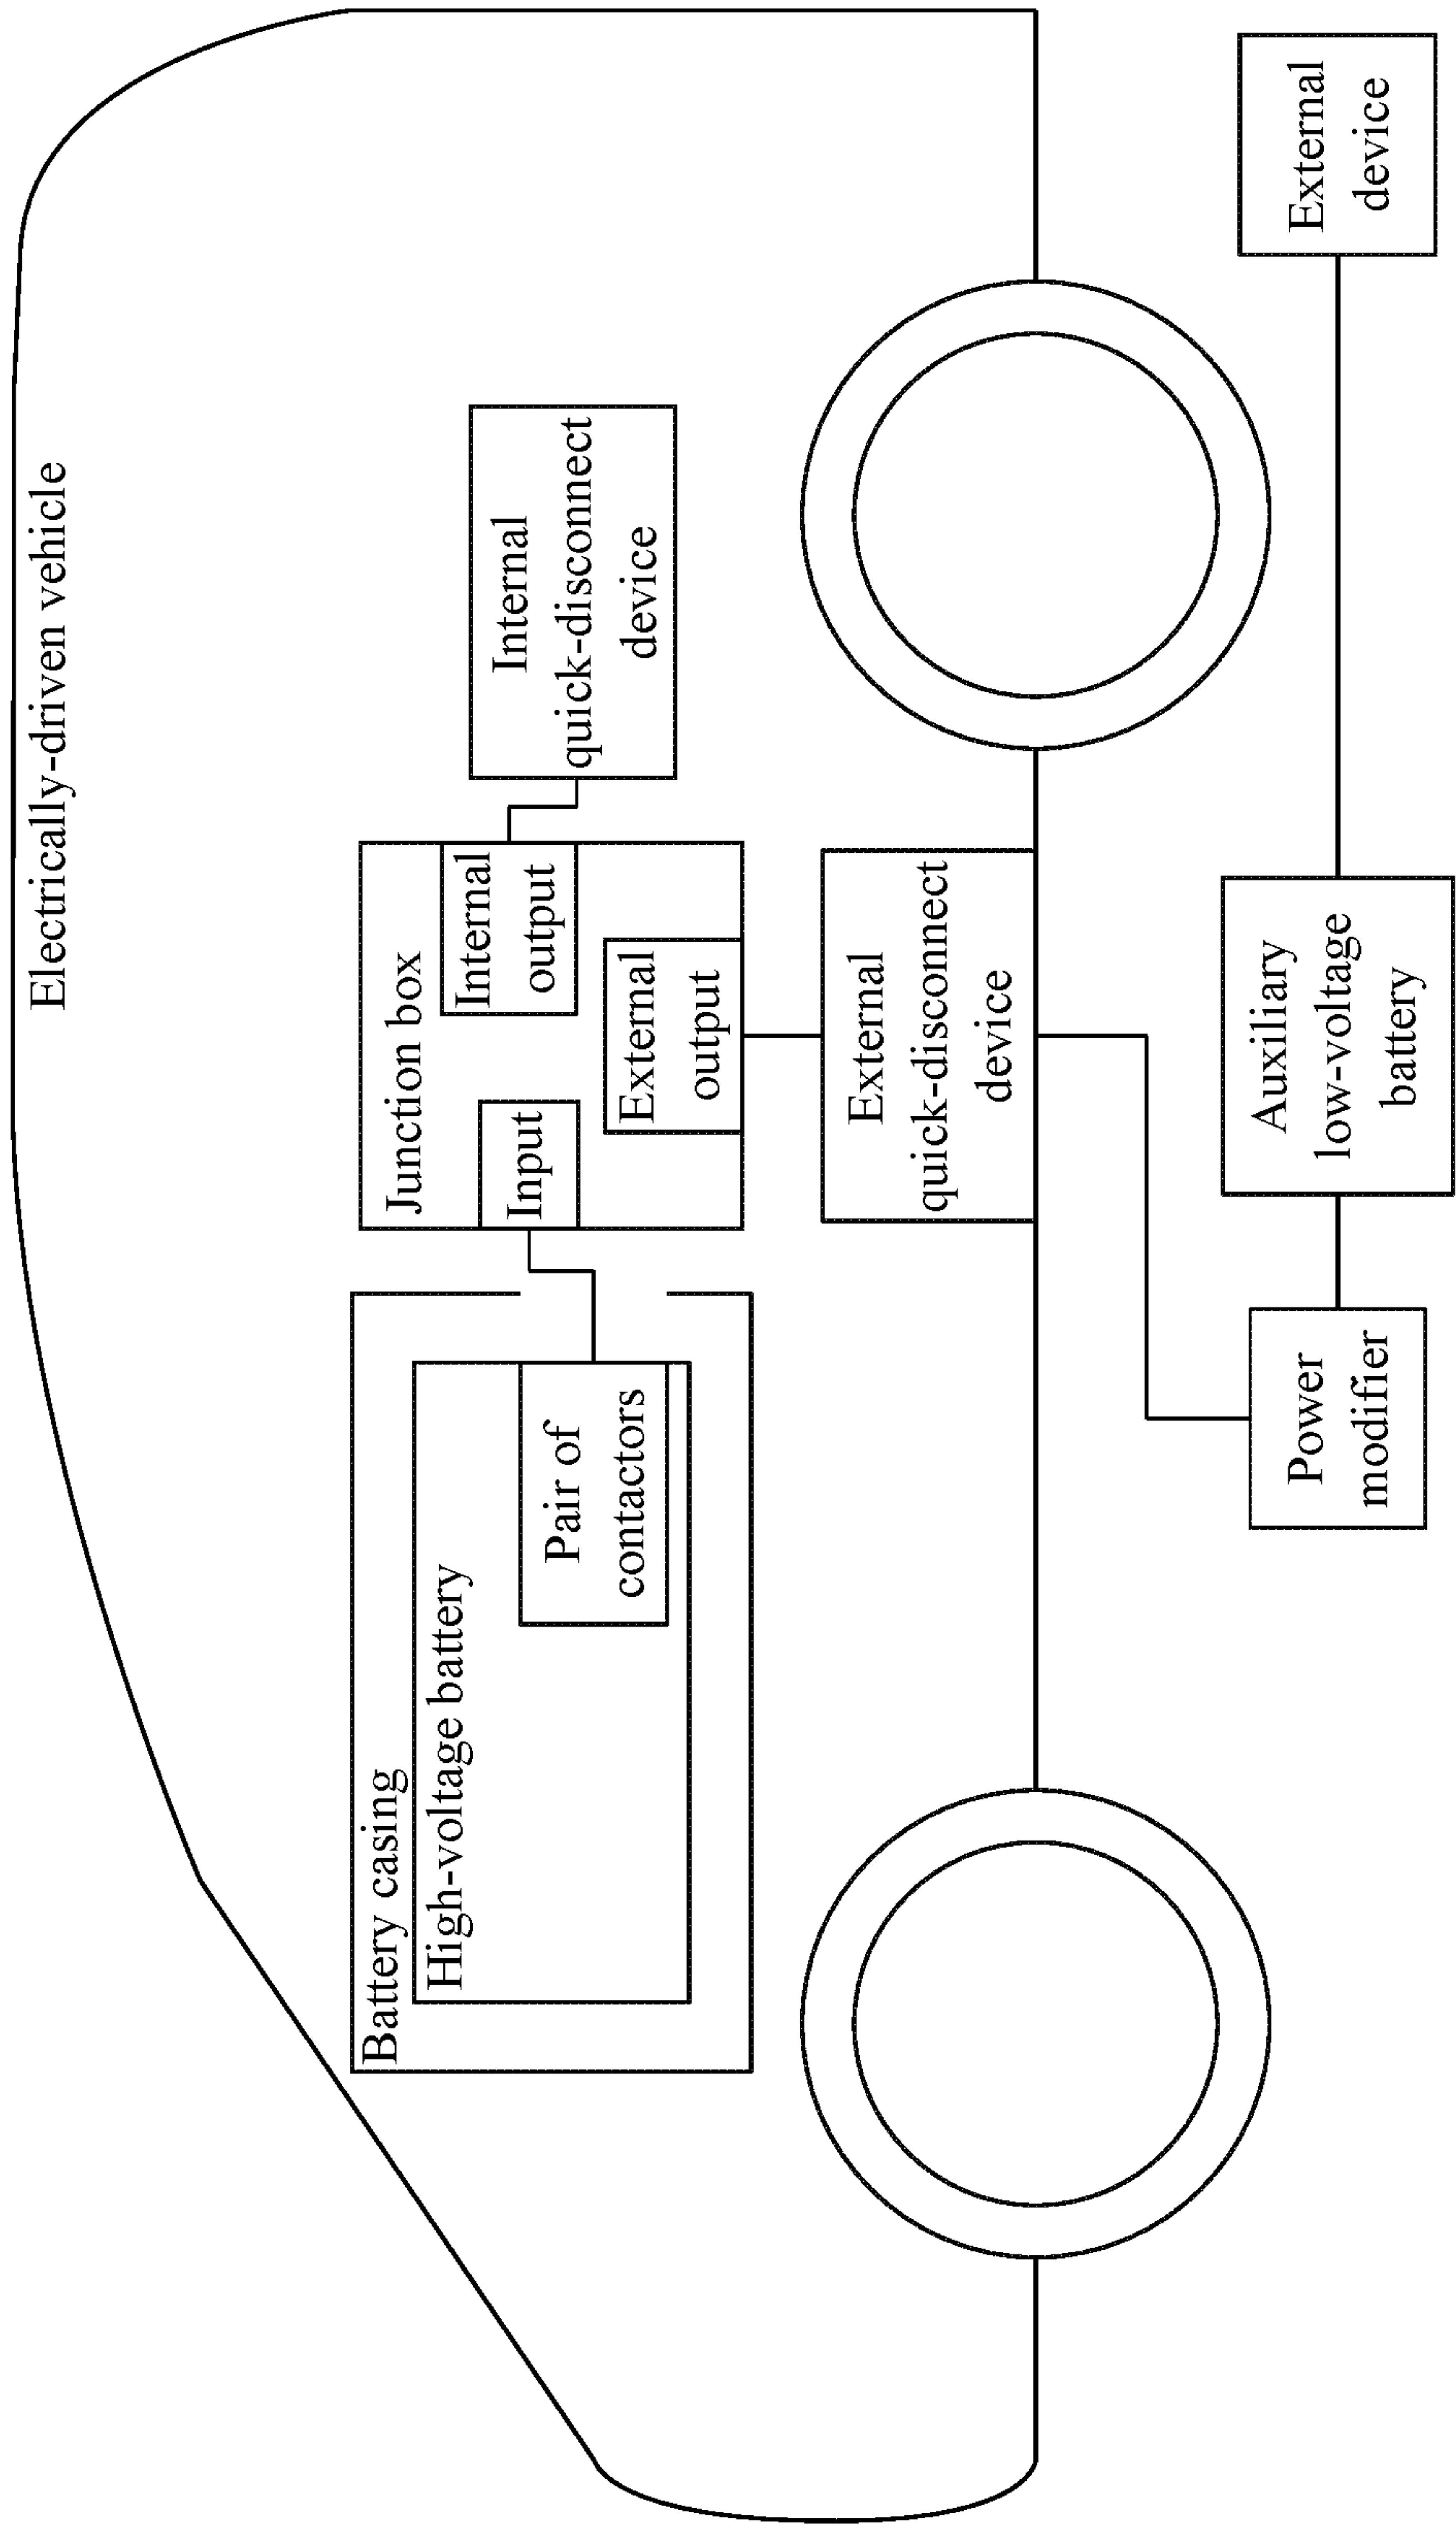 Electrically-driven vehicle
Battery casing
High-voltage battery
Pair of
contactors
Junction box
Input
Internal
output
External
output
Internal
quick-disconnect
device
External
quick-disconnect
device
Power
modifier
Auxiliary
low-voltage
battery
External
device